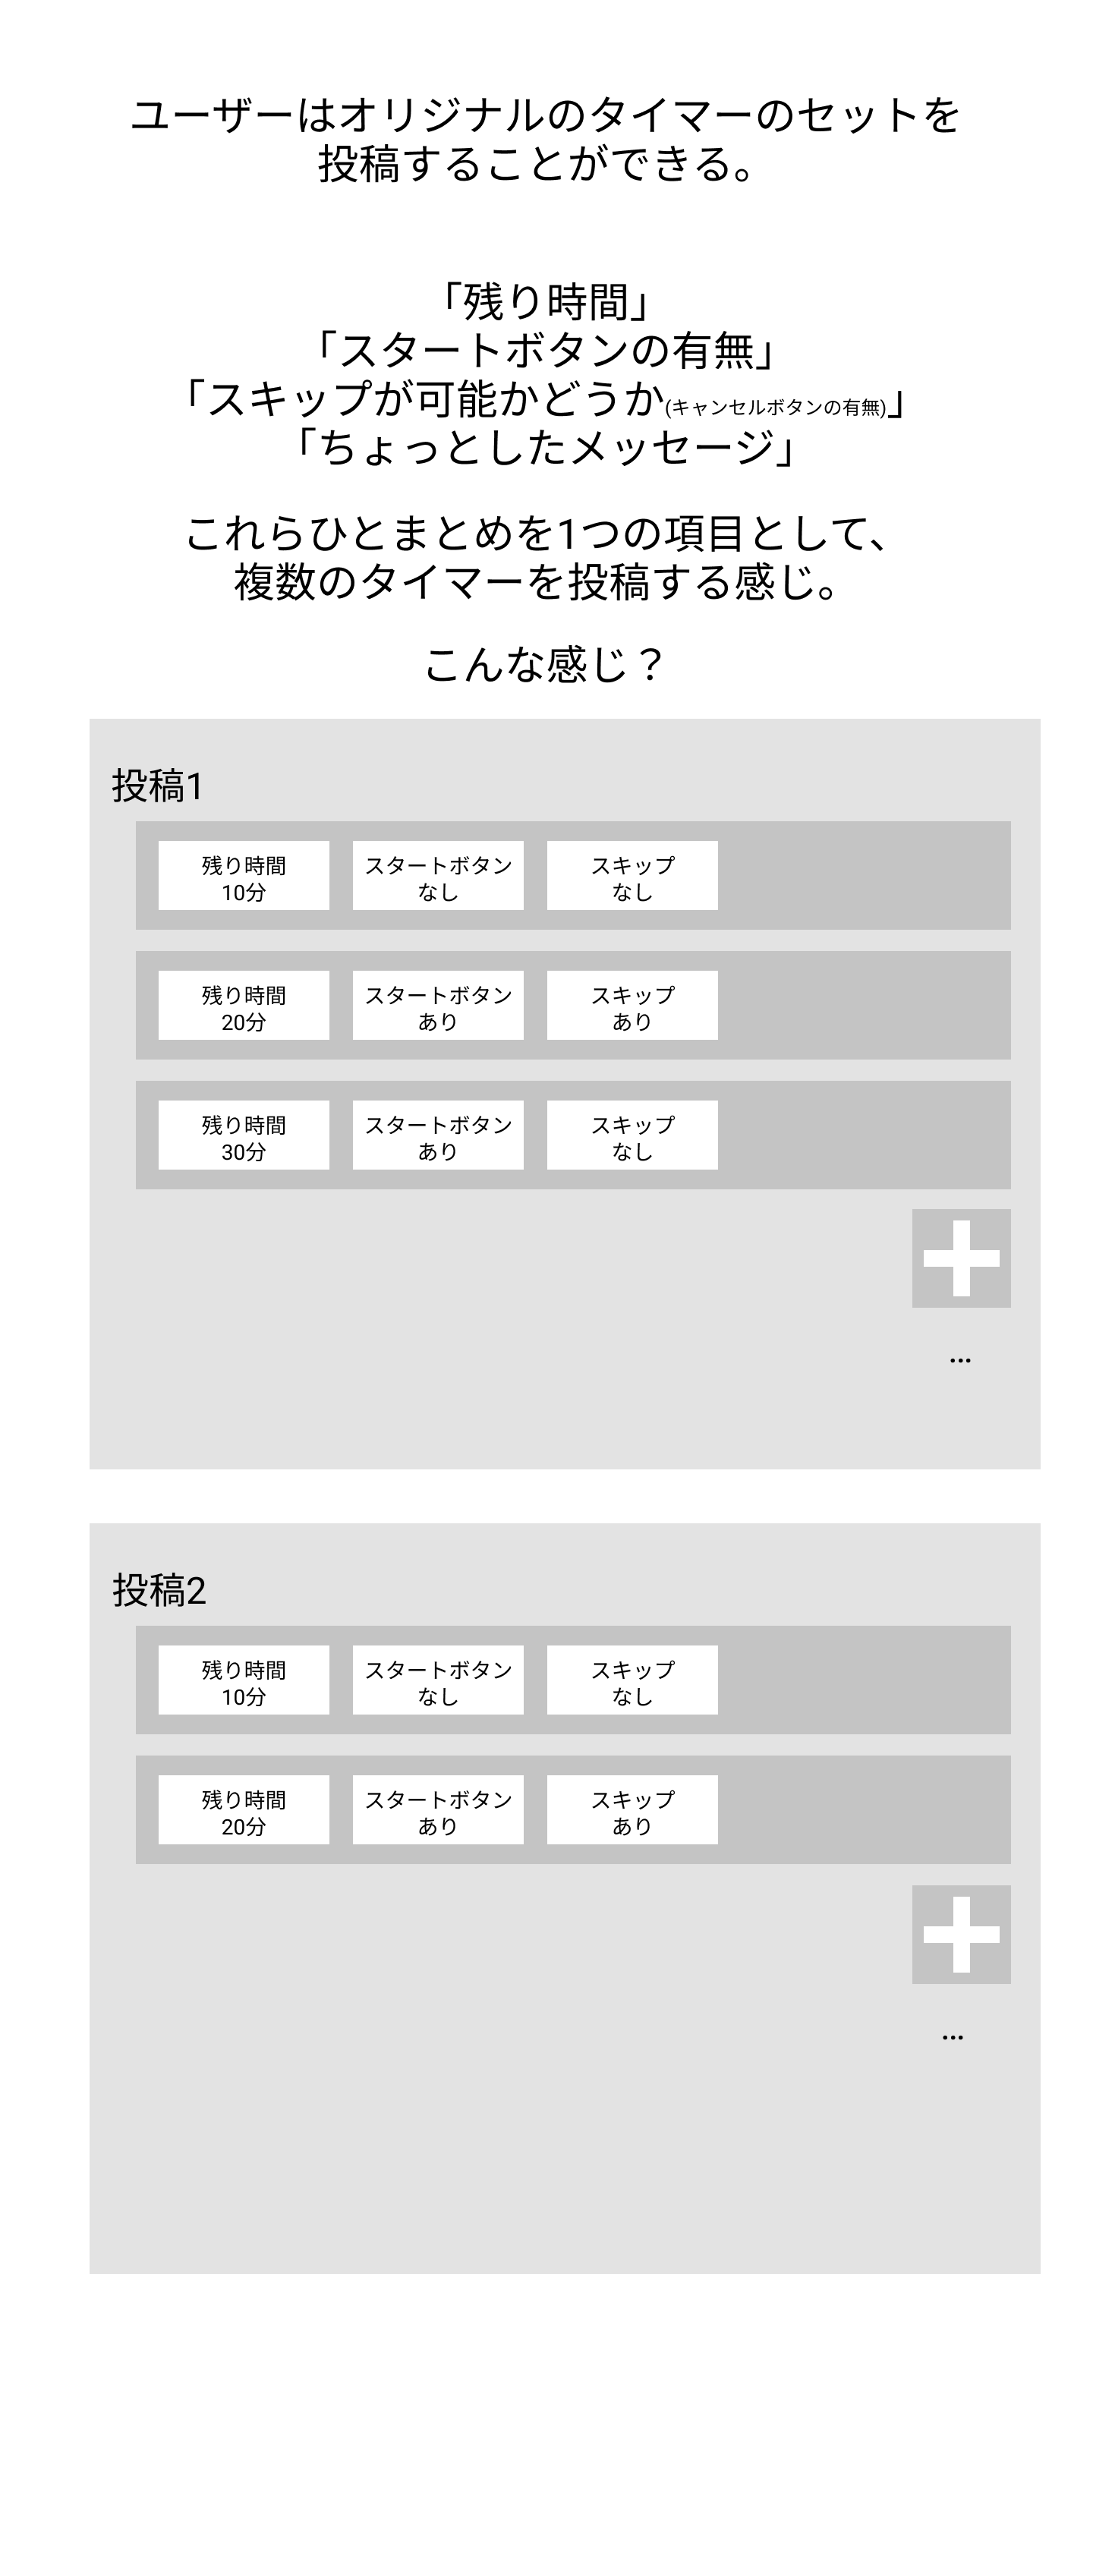 ユーザーはオリジナルのタイマーのセットを
投稿することができる。
「残り時間」
「スタートボタンの有無」
「スキップが可能かどうか(キャンセルボタンの有無)」
「ちょっとしたメッセージ」
これらひとまとめを1つの項目として、
複数のタイマーを投稿する感じ。
こんな感じ？
投稿1
残り時間
10分
スタートボタン
なし
スキップ
なし
残り時間
20分
スタートボタン
あり
スキップ
あり
残り時間
30分
スタートボタン
あり
スキップ
なし
…
投稿2
残り時間
10分
スタートボタン
なし
スキップ
なし
残り時間
20分
スタートボタン
あり
スキップ
あり
…